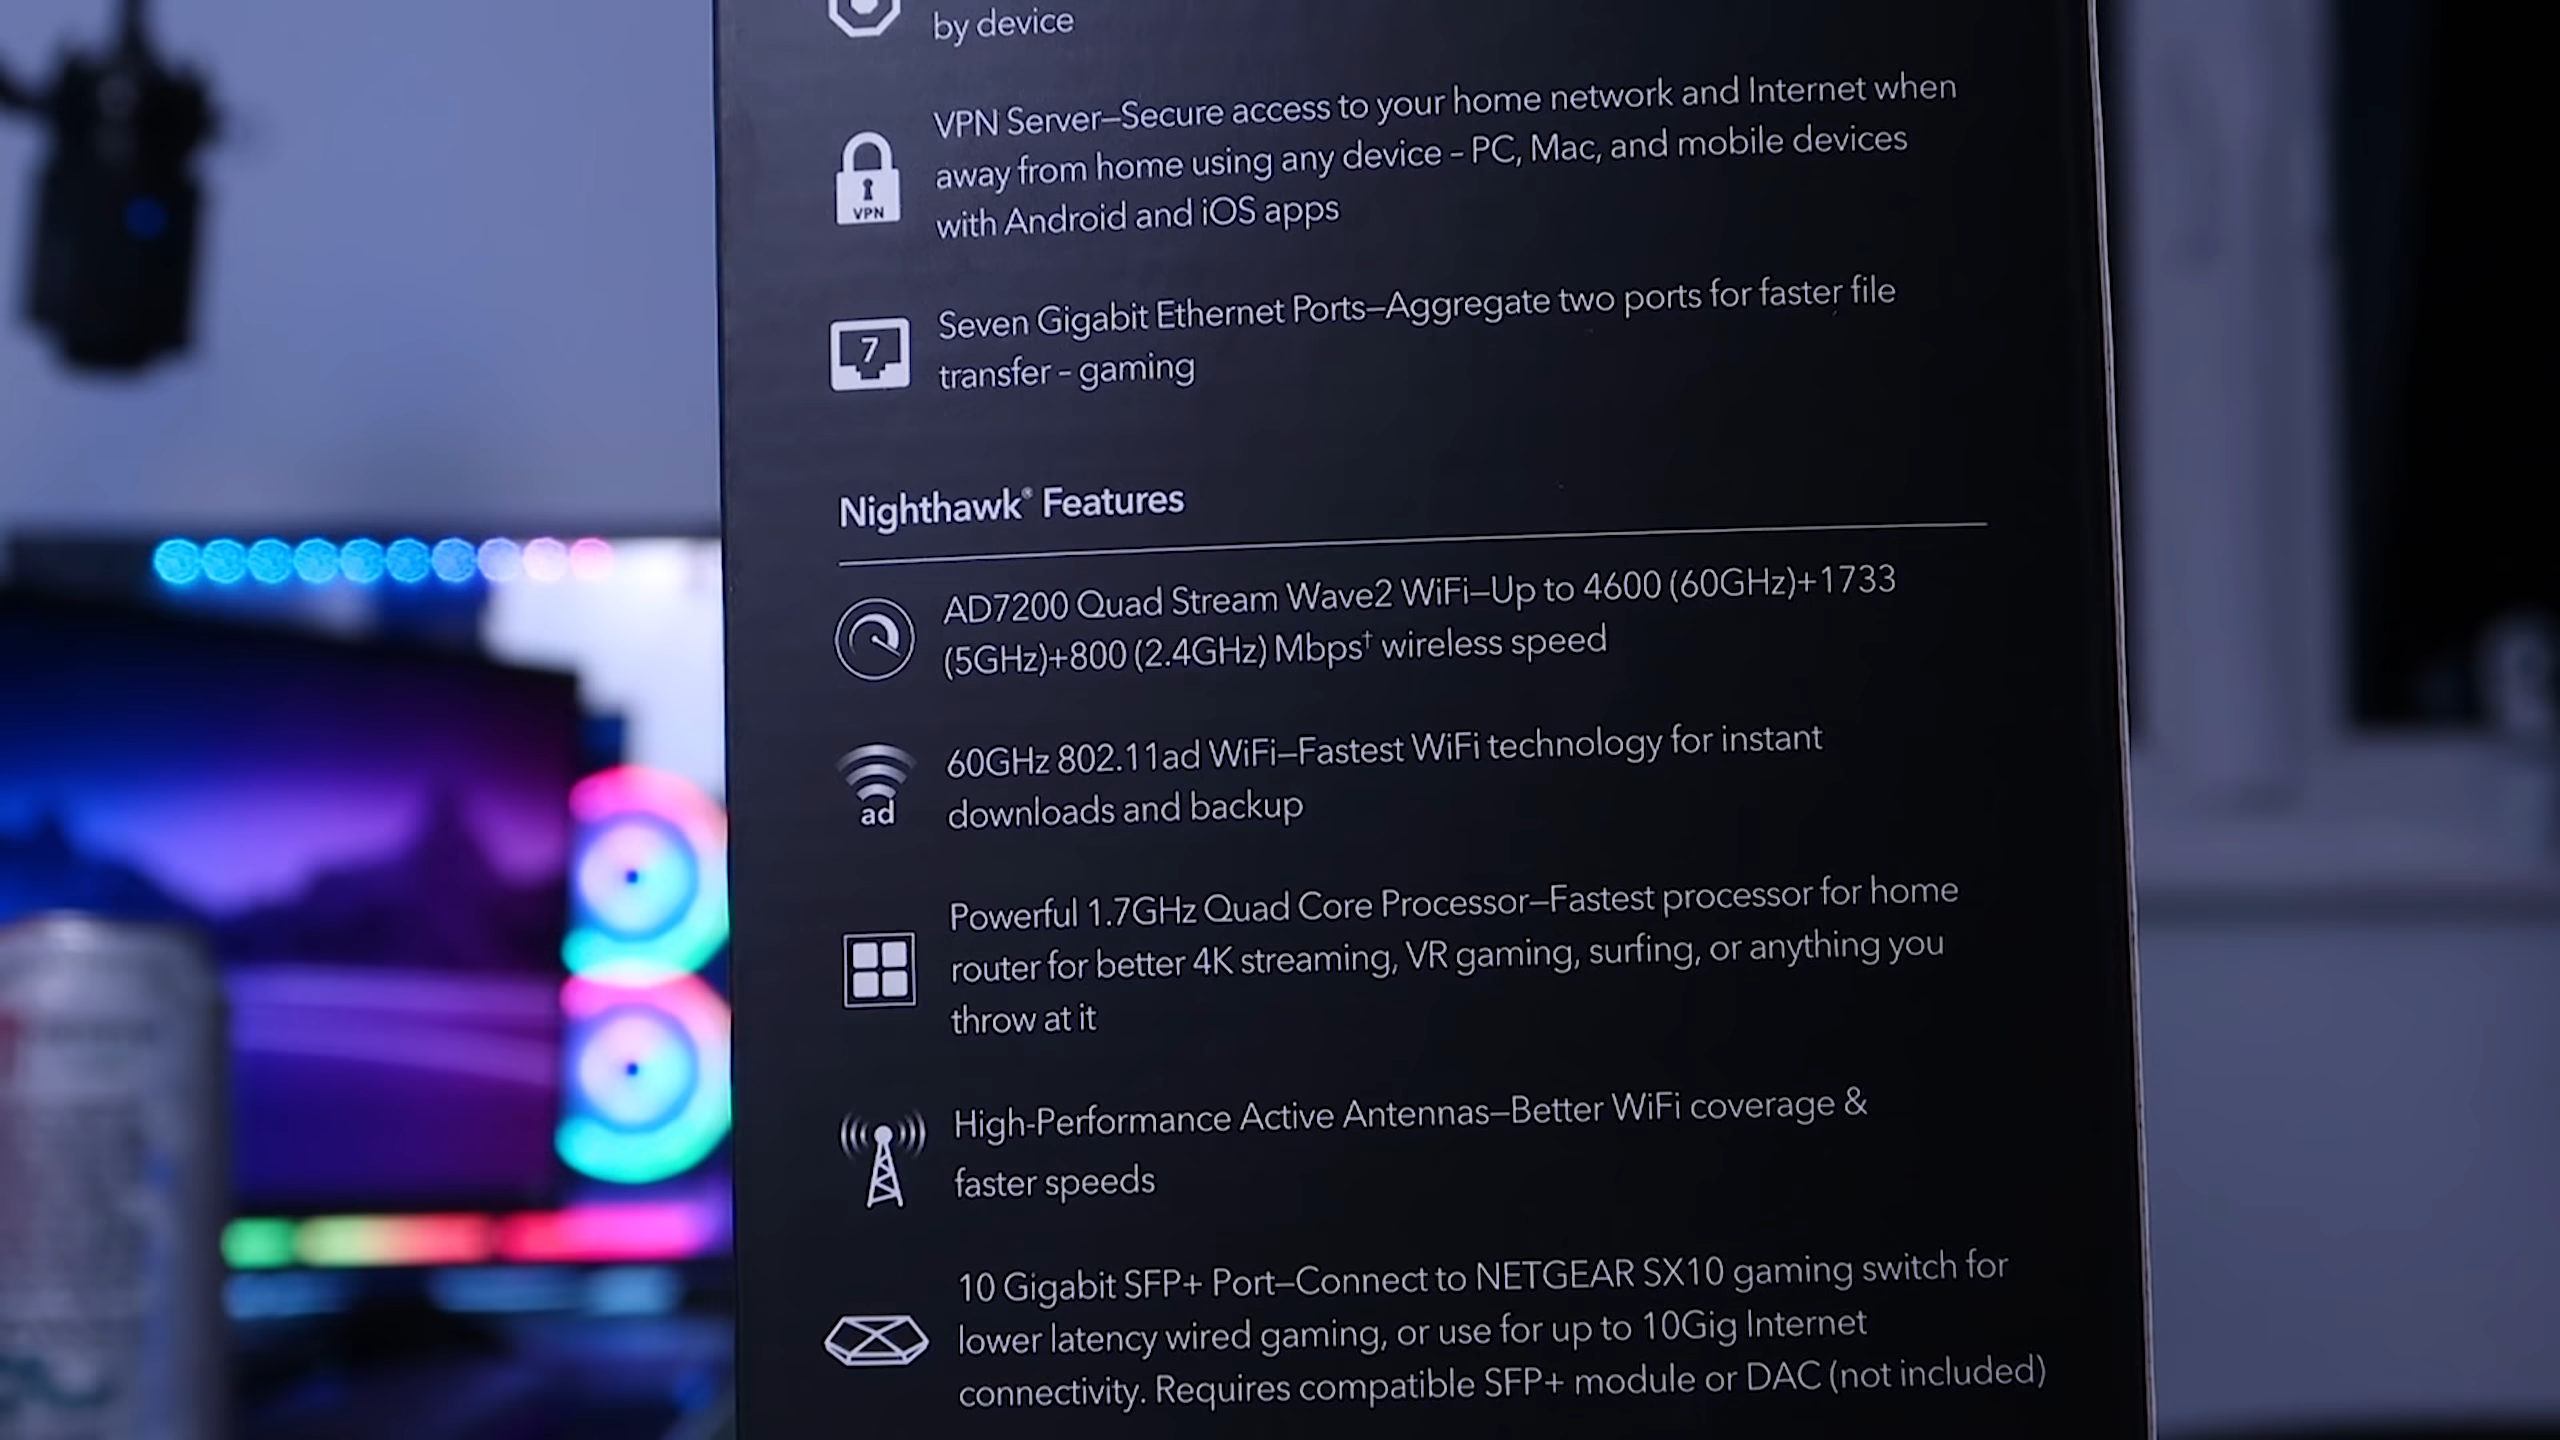 by device
VPN Server–Secure access to your home network and Internet when
away from home using any device – PC, Mac, and mobile devices
with Android and iOS apps
VPN
Seven Gigabit Ethernet Ports–Aggregate two ports for faster file
transfer – gaming
7
Nighthawk® Features
AD7200 Quad Stream Wave2 WiFi–Up to 4600 (60GHz)+1733
(5GHz)+800 (2.4GHz) Mbps† wireless speed
60GHz 802.11ad WiFi–Fastest WiFi technology for instant
downloads and backup
ad
Powerful 1.7GHz Quad Core Processor–Fastest processor for home
router for better 4K streaming, VR gaming, surfing, or anything you
throw at it
High-Performance Active Antennas–Better WiFi coverage &
faster speeds
10 Gigabit SFP+ Port–Connect to NETGEAR SX10 gaming switch for
lower latency wired gaming, or use for up to 10Gig Internet
connectivity. Requires compatible SFP+ module or DAC (not included)